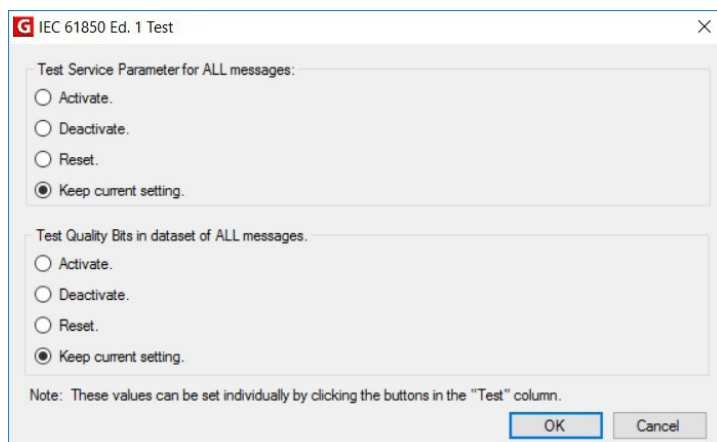 G IEC 61850 Ed. 1 Test
Test Service Parameter for ALL messages:
Activate.
Deactivate.
Reset.
Keep current setting.
Test Quality Bits in dataset of ALL messages.
Activate.
Deactivate.
Reset.
Keep current setting.
Note: These values can be set individually by clicking the buttons in the "Test" column.
OK Cancel